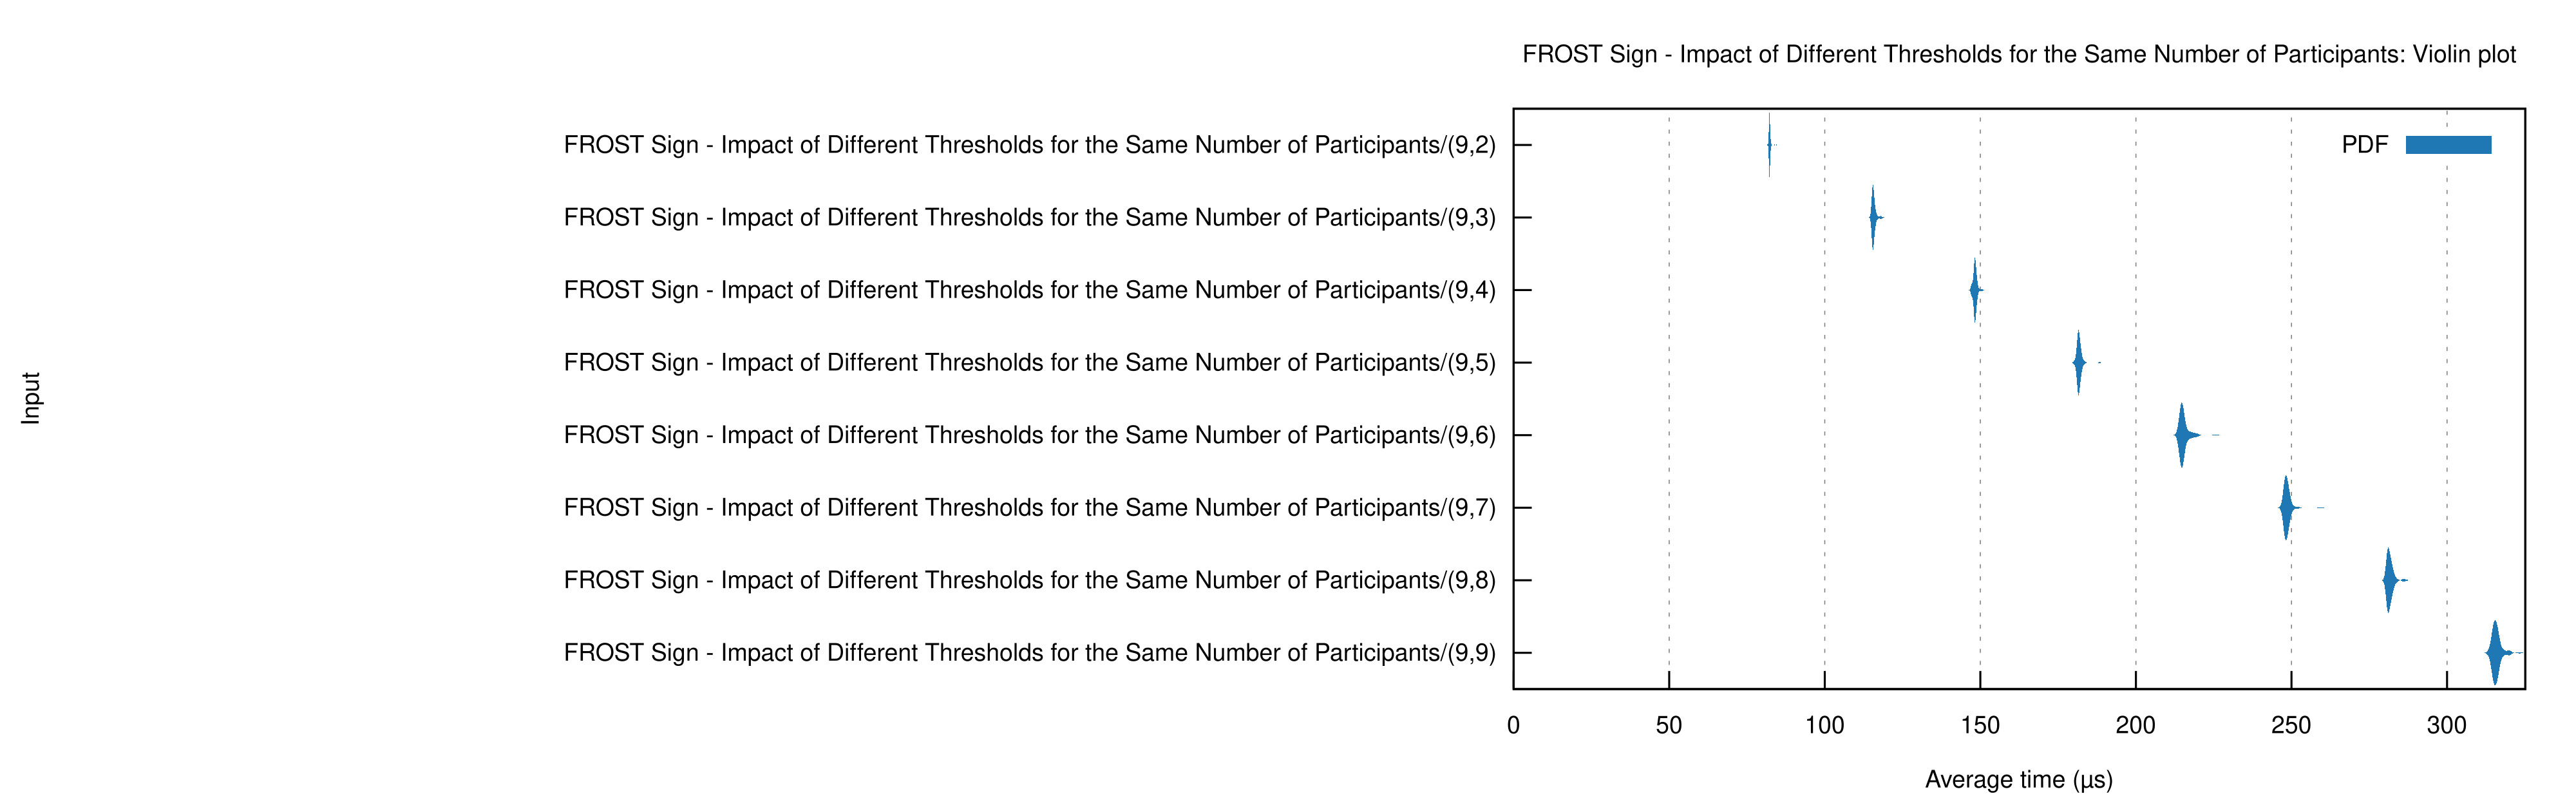 FROST Sign - Impact of Different Thresholds for the Same Number of Participants: Violin plot
PDF
FROST Sign - Impact of Different Thresholds for the Same Number of Participants/(9,2)
FROST Sign - Impact of Different Thresholds for the Same Number of Participants/(9,3)
FROST Sign - Impact of Different Thresholds for the Same Number of Participants/(9,4)
FROST Sign - Impact of Different Thresholds for the Same Number of Participants/(9,5)
FROST Sign - Impact of Different Thresholds for the Same Number of Participants/(9,6)
FROST Sign - Impact of Different Thresholds for the Same Number of Participants/(9,7)
FROST Sign - Impact of Different Thresholds for the Same Number of Participants/(9,8)
FROST Sign - Impact of Different Thresholds for the Same Number of Participants/(9,9)
Input
0 50 100 150 200 250 300
Average time (µs)